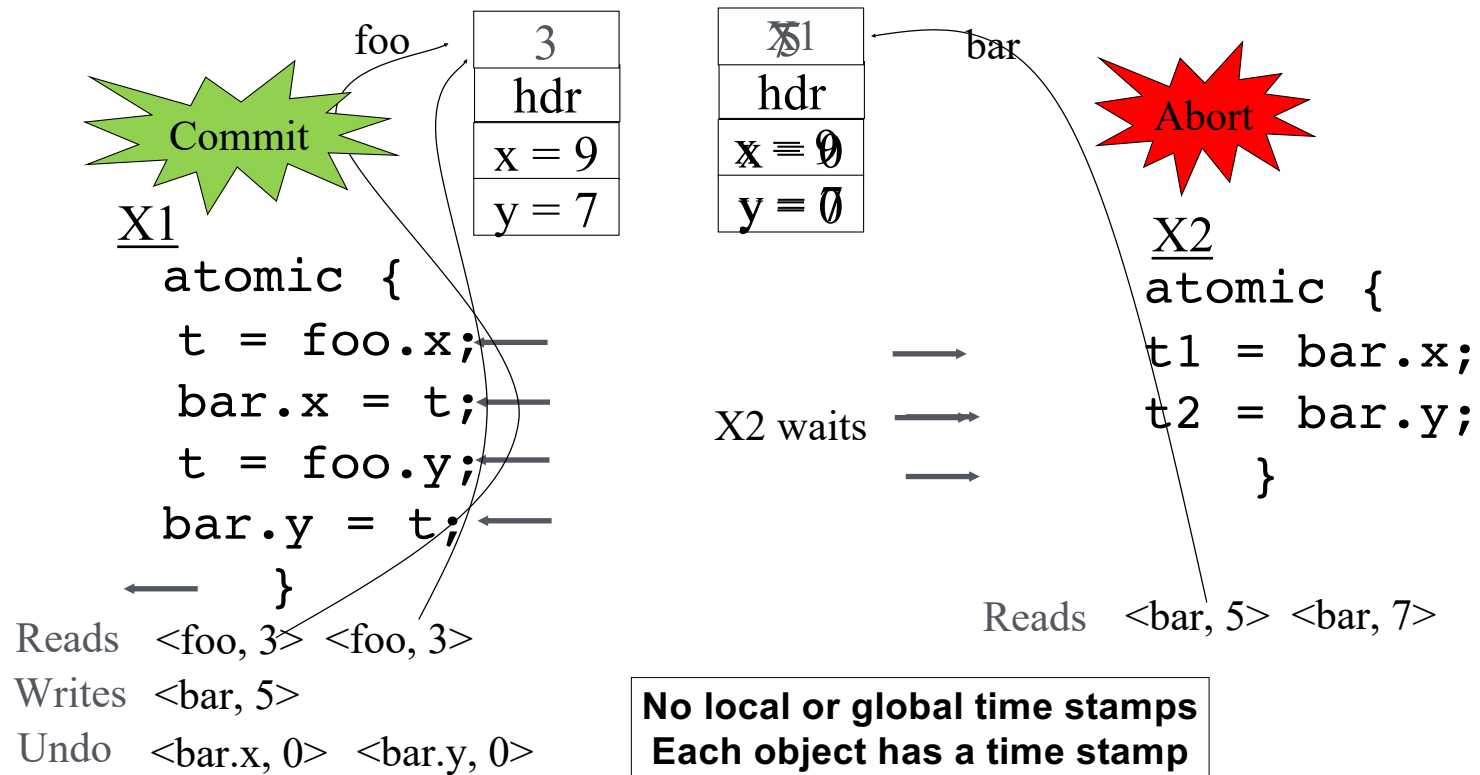 foo
3
hdr
x = 9
y = 7
hdr
bar
Commit
Abort
X1
atomic {
t = foo.x;
bar.x = t;
t = foo.y;
bar.y = t;
}
Reads <foo, 3> <foo, 3>
Writes <bar, 5>
Undo <bar.x, 0> <bar.y, 0>
X2 waits
X2
atomic {
t1 = bar.x;
t2 = bar.y;
}
Reads <bar, 5> <bar, 7>
No local or global time stamps
Each object has a time stamp